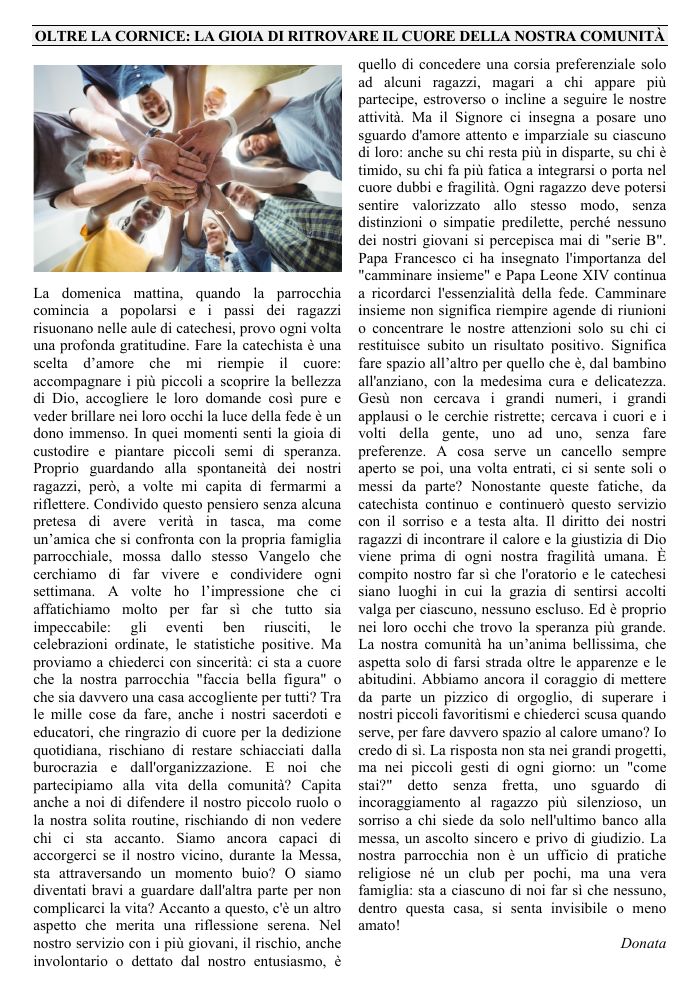 OLTRE LA CORNICE: LA GIOIA DI RITROVARE IL CUORE DELLA NOSTRA COMUNITÀ
La domenica mattina, quando la parrocchia
comincia a popolarsi e i passi dei ragazzi
risuonano nelle aule di catechesi, provo ogni volta
una profonda gratitudine. Fare la catechista è una
scelta d’amore che mi riempie il cuore:
accompagnare i più piccoli a scoprire la bellezza
di Dio, accogliere le loro domande così pure e
veder brillare nei loro occhi la luce della fede è un
dono immenso. In quei momenti senti la gioia di
custodire e piantare piccoli semi di speranza.
Proprio guardando alla spontaneità dei nostri
ragazzi, però, a volte mi capita di fermarmi a
riflettere. Condivido questo pensiero senza alcuna
pretesa di avere verità in tasca, ma come
un’amica che si confronta con la propria famiglia
parrocchiale, mossa dallo stesso Vangelo che
cerchiamo di far vivere e condividere ogni
settimana. A volte ho l’impressione che ci
affatichiamo molto per far sì che tutto sia
impeccabile: gli eventi ben riusciti, le
celebrazioni ordinate, le statistiche positive. Ma
proviamo a chiederci con sincerità: ci sta a cuore
che la nostra parrocchia "faccia bella figura" o
che sia davvero una casa accogliente per tutti? Tra
le mille cose da fare, anche i nostri sacerdoti e
educatori, che ringrazio di cuore per la dedizione
quotidiana, rischiano di restare schiacciati dalla
burocrazia e dall'organizzazione. E noi che
partecipiamo alla vita della comunità? Capita
anche a noi di difendere il nostro piccolo ruolo o
la nostra solita routine, rischiando di non vedere
chi ci sta accanto. Siamo ancora capaci di
accorgerci se il nostro vicino, durante la Messa,
sta attraversando un momento buio? O siamo
diventati bravi a guardare dall'altra parte per non
complicarci la vita? Accanto a questo, c'è un altro
aspetto che merita una riflessione serena. Nel
nostro servizio con i più giovani, il rischio, anche
involontario o dettato dal nostro entusiasmo, è
quello di concedere una corsia preferenziale solo
ad alcuni ragazzi, magari a chi appare più
partecipe, estroverso o incline a seguire le nostre
attività. Ma il Signore ci insegna a posare uno
sguardo d'amore attento e imparziale su ciascuno
di loro: anche su chi resta più in disparte, su chi è
timido, su chi fa più fatica a integrarsi o porta nel
cuore dubbi e fragilità. Ogni ragazzo deve potersi
sentire valorizzato allo stesso modo, senza
distinzioni o simpatie predilette, perché nessuno
dei nostri giovani si percepisca mai di "serie B".
Papa Francesco ci ha insegnato l'importanza del
"camminare insieme" e Papa Leone XIV continua
a ricordarci l'essenzialità della fede. Camminare
insieme non significa riempire agende di riunioni
o concentrare le nostre attenzioni solo su chi ci
restituisce subito un risultato positivo. Significa
fare spazio all’altro per quello che è, dal bambino
all'anziano, con la medesima cura e delicatezza.
Gesù non cercava i grandi numeri, i grandi
applausi o le cerchie ristrette; cercava i cuori e i
volti della gente, uno ad uno, senza fare
preferenze. A cosa serve un cancello sempre
aperto se poi, una volta entrati, ci si sente soli o
messi da parte? Nonostante queste fatiche, da
catechista continuo e continuerò questo servizio
con il sorriso e a testa alta. Il diritto dei nostri
ragazzi di incontrare il calore e la giustizia di Dio
viene prima di ogni nostra fragilità umana. È
compito nostro far sì che l'oratorio e le catechesi
siano luoghi in cui la grazia di sentirsi accolti
valga per ciascuno, nessuno escluso. Ed è proprio
nei loro occhi che trovo la speranza più grande.
La nostra comunità ha un’anima bellissima, che
aspetta solo di farsi strada oltre le apparenze e le
abitudini. Abbiamo ancora il coraggio di mettere
da parte un pizzico di orgoglio, di superare i
nostri piccoli favoritismi e chiederci scusa quando
serve, per fare davvero spazio al calore umano? Io
credo di sì. La risposta non sta nei grandi progetti,
ma nei piccoli gesti di ogni giorno: un "come
stai?" detto senza fretta, uno sguardo di
incoraggiamento al ragazzo più silenzioso, un
sorriso a chi siede da solo nell'ultimo banco alla
messa, un ascolto sincero e privo di giudizio. La
nostra parrocchia non è un ufficio di pratiche
religiose né un club per pochi, ma una vera
famiglia: sta a ciascuno di noi far sì che nessuno,
dentro questa casa, si senta invisibile o meno
amato!
Donata